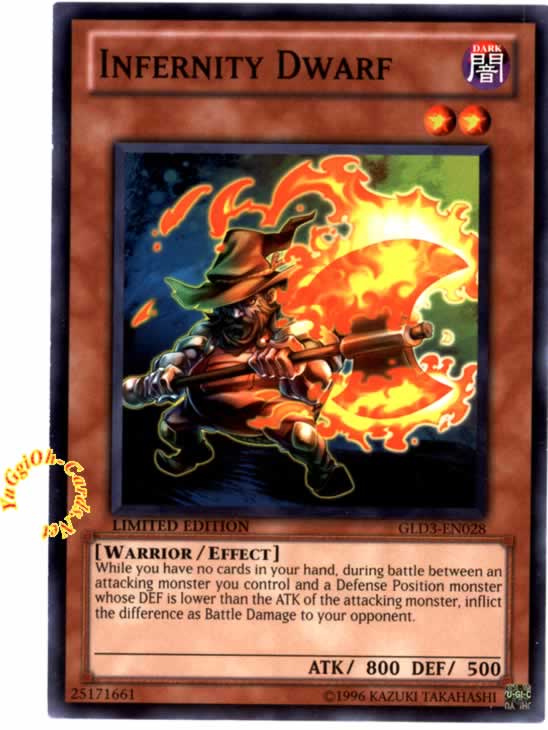 INFERNITY DWARF
DARK
闇
LIMITED EDITION
GLD3-EN028
[WARRIOR/EFFECT]
While you have no cards in your hand, during battle between an
attacking monster you control and a Defense Position monster
whose DEF is lower than the ATK of the attacking monster, inflict
the difference as Battle Damage to your opponent.
ATK/ 800 DEF/ 500
25171661
©1996 KAZUKI TAKAHASHI
YuGgiOh-Cards.Net